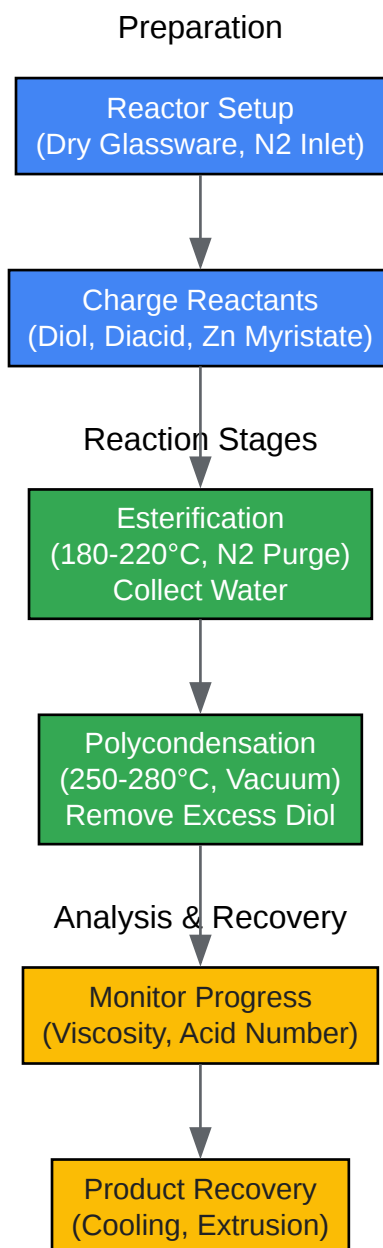 Preparation
Reactor Setup
(Dry Glassware, N2 Inlet)
Charge Reactants
(Diol, Diacid, Zn Myristate)
Reaction Stages
Esterification
(180-220°C, N2 Purge)
Collect Water
Polycondensation
(250-280°C, Vacuum)
Remove Excess Diol
Analysis & Recovery
Monitor Progress
(Viscosity, Acid Number)
Product Recovery
(Cooling, Extrusion)